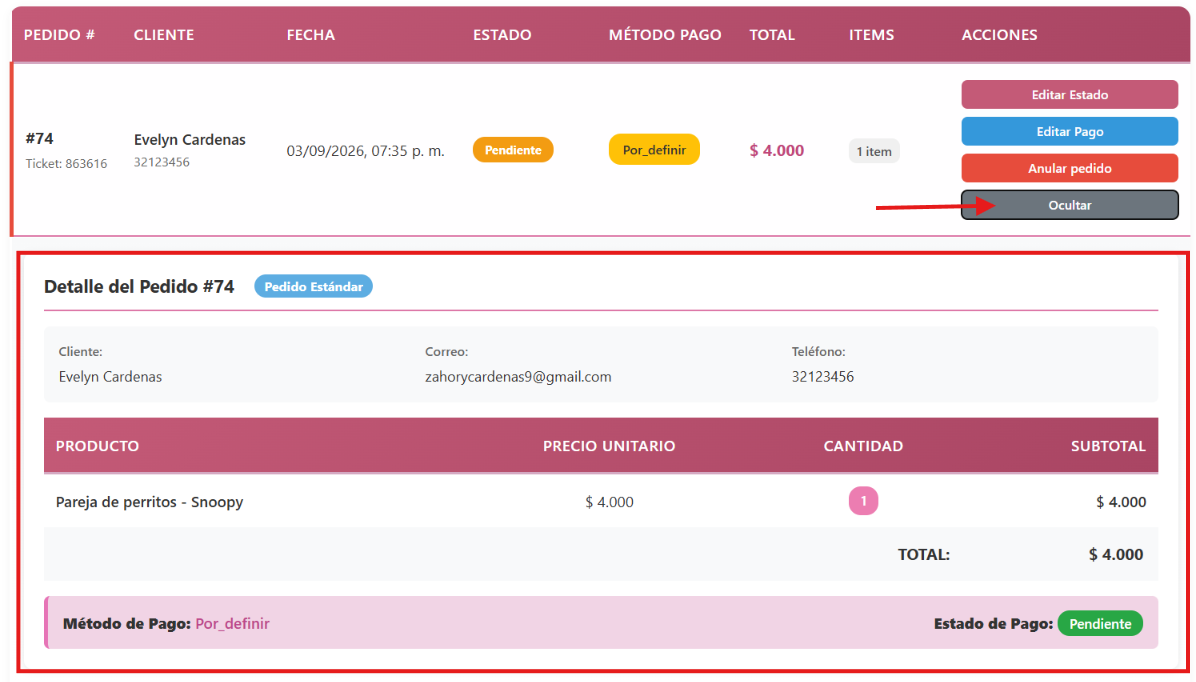 PEDIDO # CLIENTE FECHA ESTADO MÉTODO PAGO TOTAL ITEMS ACCIONES
#74
Ticket: 863616
Evelyn Cardenas
32123456
03/09/2026, 07:35 p. m.
Pendiente
Por_definir
$ 4.000
1 item
Editar Estado
Editar Pago
Anular pedido
Ocultar
Detalle del Pedido #74 Pedido Estándar
Cliente: Correo: Teléfono:
Evelyn Cardenas zahorycardenas9@gmail.com 32123456
PRODUCTO PRECIO UNITARIO CANTIDAD SUBTOTAL
Pareja de perritos - Snoopy $ 4.000 1 $ 4.000
TOTAL: $ 4.000
Método de Pago: Por_definir Estado de Pago: Pendiente